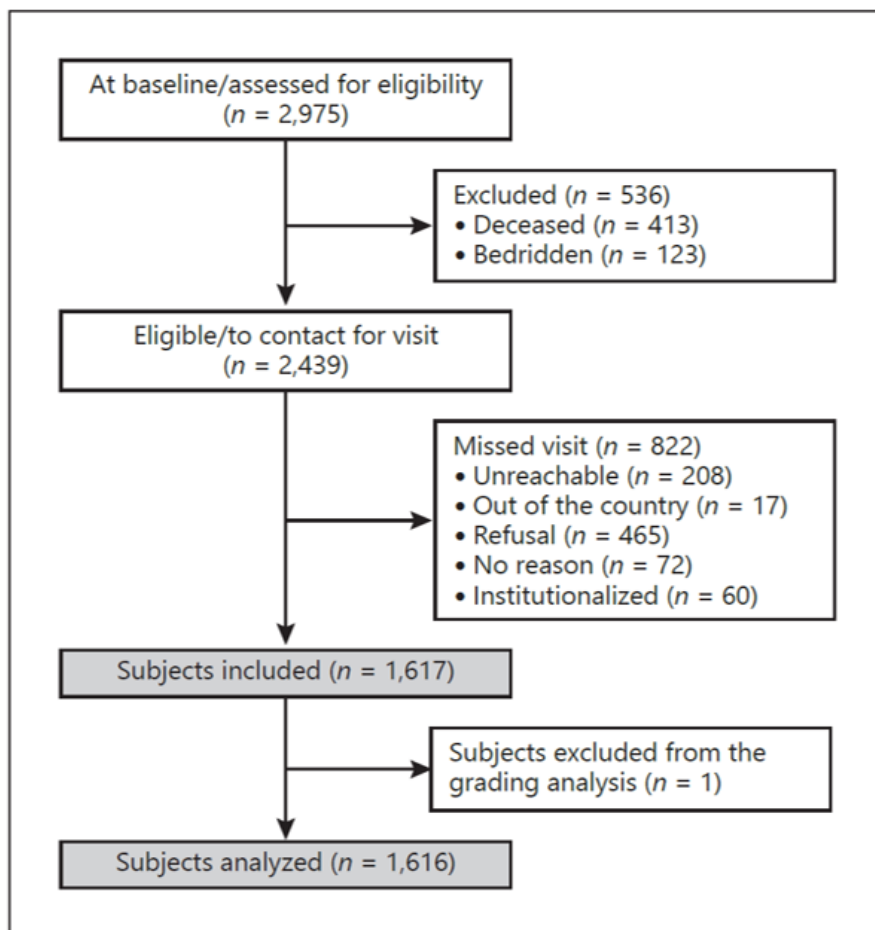 At baseline/assessed for eligibility
(n = 2,975)
Excluded (n = 536)
• Deceased (n = 413)
• Bedridden (n = 123)
Eligible/to contact for visit
(n = 2,439)
Missed visit (n = 822)
• Unreachable (n = 208)
• Out of the country (n = 17)
• Refusal (n = 465)
• No reason (n = 72)
• Institutionalized (n = 60)
Subjects included (n = 1,617)
Subjects excluded from the
grading analysis (n = 1)
Subjects analyzed (n = 1,616)